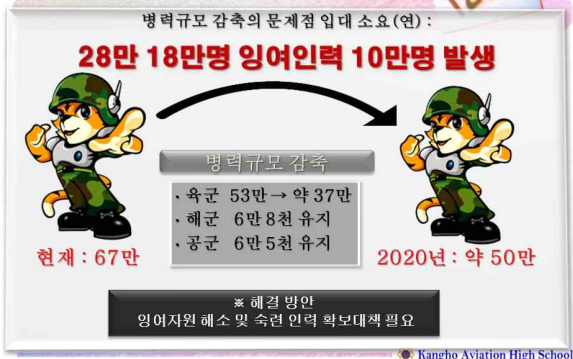 병력규모 감축의 문제점 입대 소요(연) :
28만 18만명 잉여인력 10만명 발생
병력규모 감축
· 육군 53만→ 약 37만
· 해군 6만 8천 유지
· 공군 6만 5천 유지
현재 : 67만
2020년 : 약 50만
※ 해결 방안
잉여자원 해소 및 숙련 인력 확보대책 필요
Kangho Aviation High School